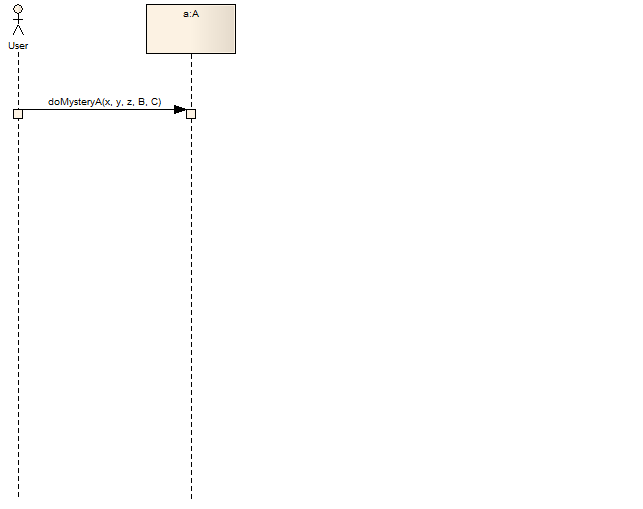 a:A
User
doMysteryA(x, y, z, B, C)